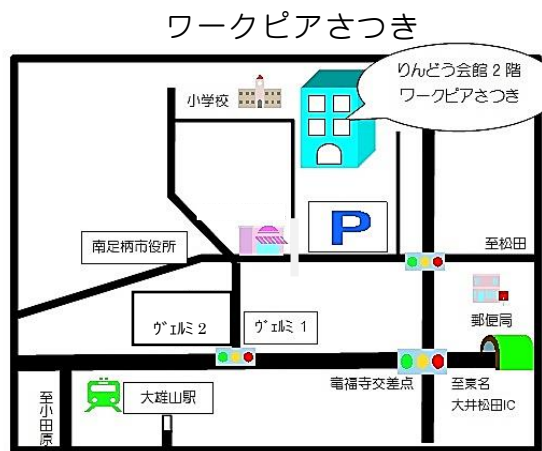 ワークピアさつき
りんどう会館２階
ワークピアさつき
小学校
P
南足柄市役所
至松田
ヴェルミ２
ヴェルミ１
郵便局
竜福寺交差点
至東名
大井松田IC
至小田原
大雄山駅